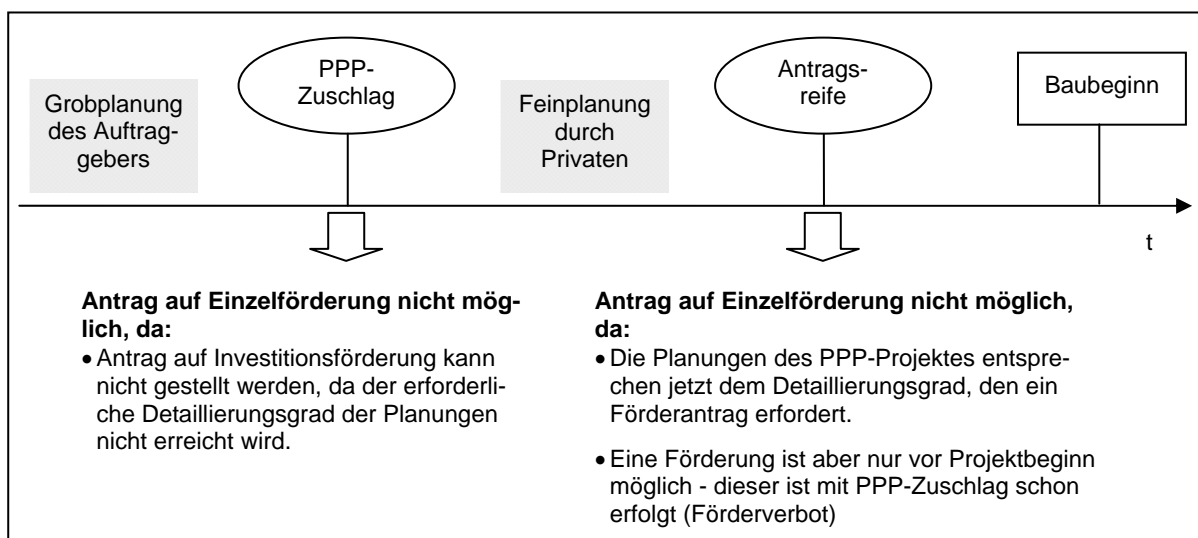 Grobplanung
des Auftrag-
gebers
PPP-
Zuschlag
Feinplanung
durch
Privaten
Antrags-
reife
Baubeginn
t
Antrag auf Einzelförderung nicht mög-
lich, da:
• Antrag auf Investitionsförderung kann
nicht gestellt werden, da der erforderli-
che Detaillierungsgrad der Planungen
nicht erreicht wird.
Antrag auf Einzelförderung nicht möglich,
da:
• Die Planungen des PPP-Projektes entspre-
chen jetzt dem Detaillierungsgrad, den ein
Förderantrag erfordert.
• Eine Förderung ist aber nur vor Projektbeginn
möglich - dieser ist mit PPP-Zuschlag schon
erfolgt (Förderverbot)